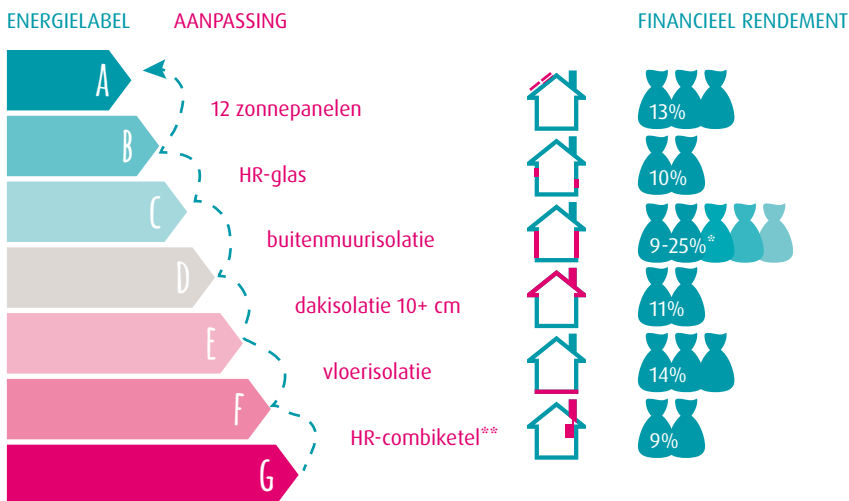 ENERGIELABEL AANPASSING FINANCIEEL RENDEMENT
A
12 zonnepanelen 13%
B
HR-glas 10%
C
buitenmuurisolatie 9-25%*
D
dakisolatie 10+ cm 11%
E
vloerisolatie 14%
F
HR-combiketel** 9%
G